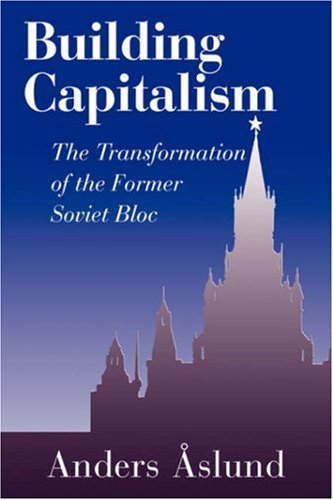 Building
Capitalism
The Transformation
of the Former
Soviet Bloc
Anders Åslund